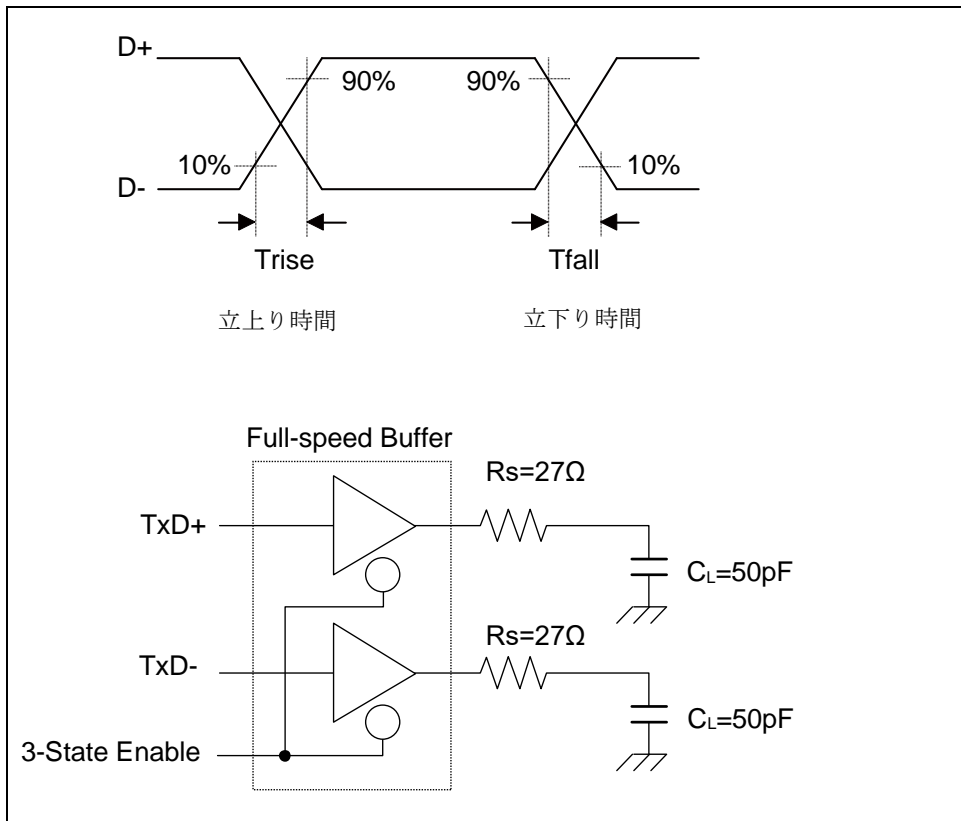 D+
90%
90%
10%
10%
D-
Trise
Tfall
立上り時間
立下り時間
Full-speed Buffer
Rs=27Ω
TxD+
CL=50pF
Rs=27Ω
TxD-
CL=50pF
3-State Enable